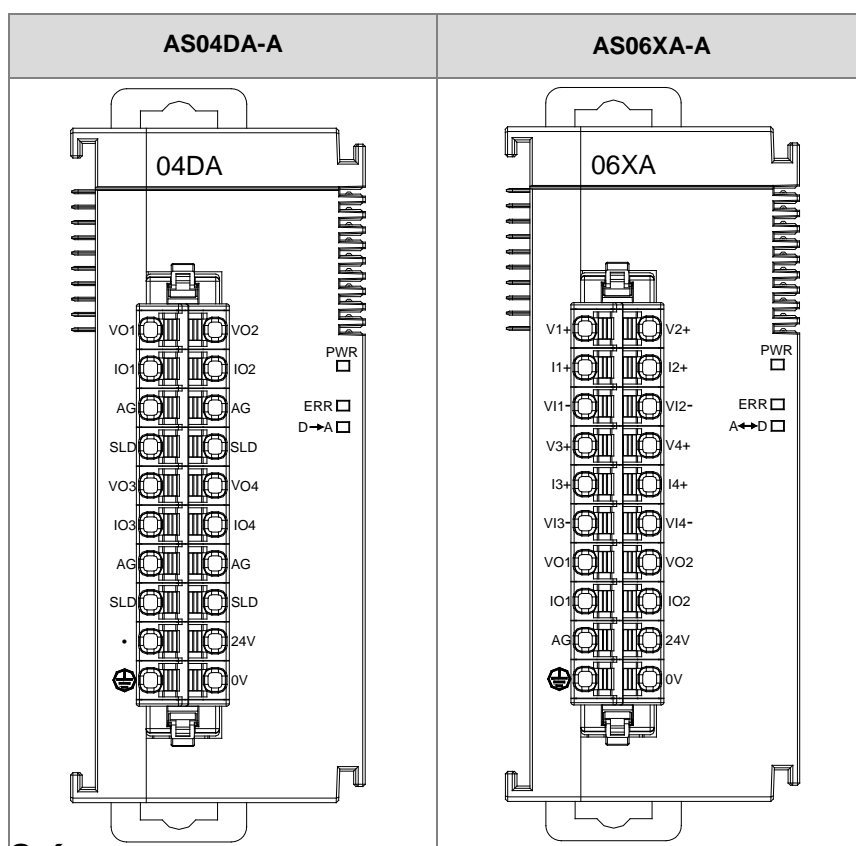 AS04DA-A AS06XA-A
04DA
VO1 VO2
IO1 IO2
AG AG
SLD SLD
VO3 VO4
IO3 IO4
AG AG
SLD SLD
• 24V
0V
PWR
ERR
D→A
06XA
V1+ V2+
I1+ I2+
VI1- VI2-
V3+ V4+
I3+ I4+
VI3- VI4-
VO1 VO2
IO1 IO2
AG 24V
0V
PWR
ERR
A↔D